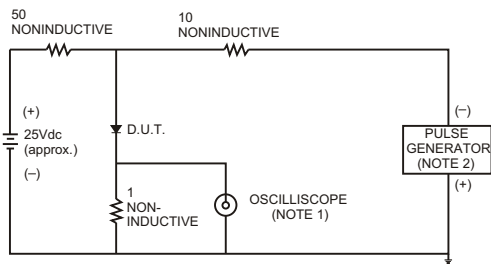 50
NONINDUCTIVE
10
NONINDUCTIVE
(+)
25Vdc
(approx.)
(–)
D.U.T.
1
NON-
INDUCTIVE
OSCILLISCOPE
(NOTE 1)
(–)
PULSE
GENERATOR
(NOTE 2)
(+)